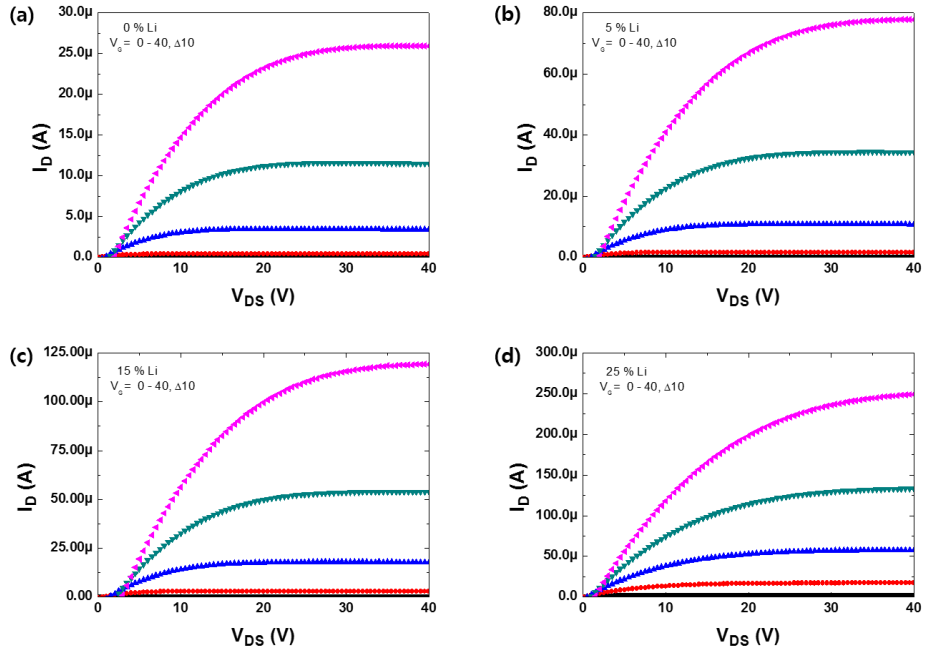 (a)
0 % Li
V_G = 0 - 40, Δ10
30.0µ
25.0µ
20.0µ
15.0µ
10.0µ
5.0µ
0.0
I_D (A)
0 10 20 30 40
V_DS (V)
(b)
5 % Li
V_G = 0 - 40, Δ10
80.0µ
60.0µ
40.0µ
20.0µ
0.0
I_D (A)
0 10 20 30 40
V_DS (V)
(c)
15 % Li
V_G = 0 - 40, Δ10
125.00µ
100.00µ
75.00µ
50.00µ
25.00µ
0.00
I_D (A)
0 10 20 30 40
V_DS (V)
(d)
25 % Li
V_G = 0 - 40, Δ10
300.0µ
250.0µ
200.0µ
150.0µ
100.0µ
50.0µ
0.0
I_D (A)
0 10 20 30 40
V_DS (V)